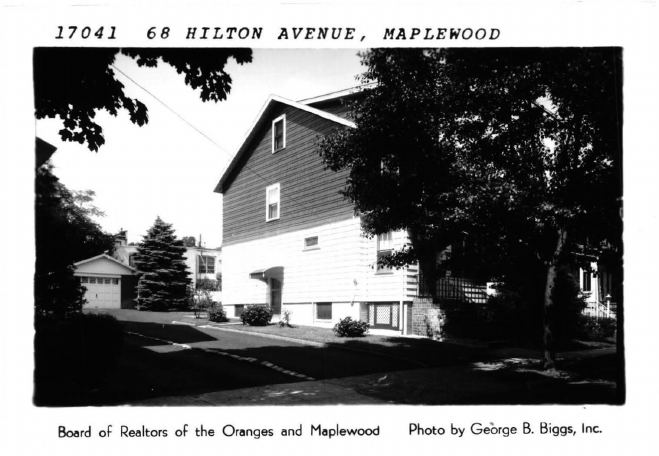 17041 68 HILTON AVENUE, MAPLEWOOD
Board of Realtors of the Oranges and Maplewood Photo by George B. Biggs, Inc.